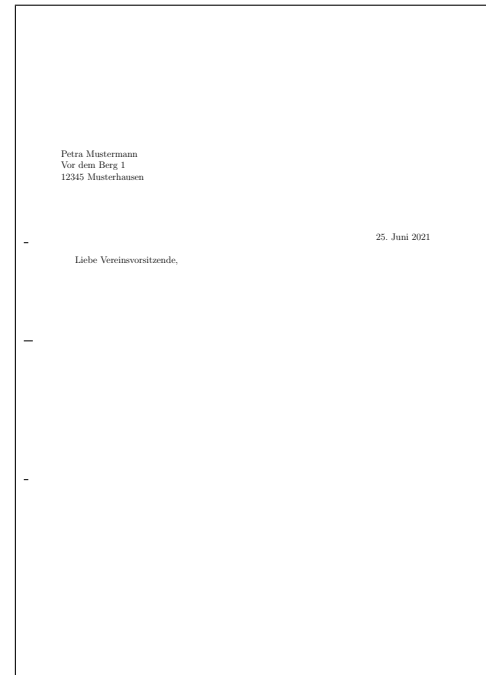 Petra Mustermann
Vor dem Berg 1
12345 Musterhausen
25. Juni 2021
Liebe Vereinsvorsitzende,